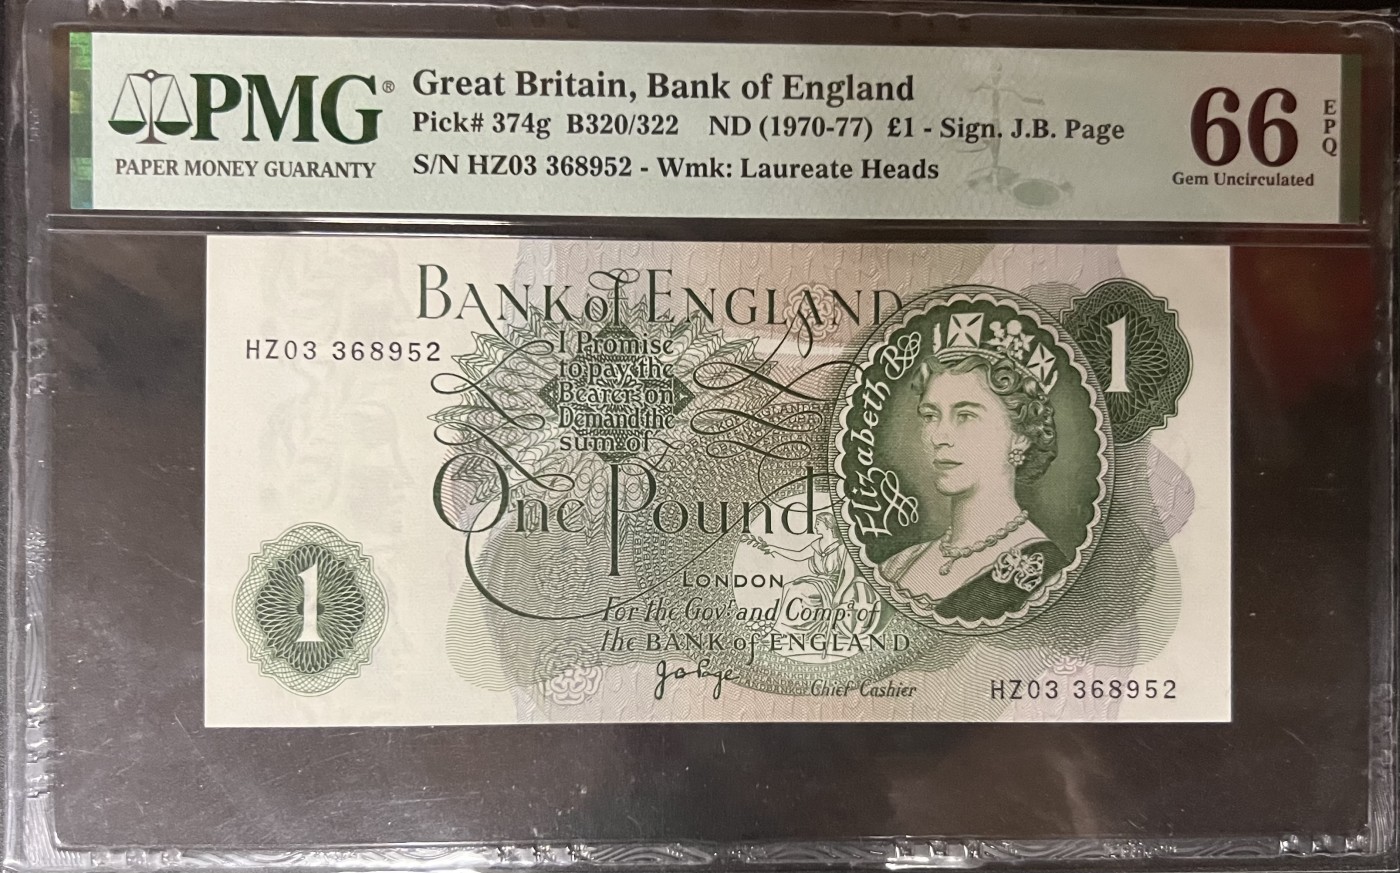 PMG®
PAPER MONEY GUARANTY
Great Britain, Bank of England
Pick# 374g B320/322 ND (1970-77) £1 - Sign. J.B. Page
S/N HZ03 368952 - Wmk: Laureate Heads
66
EPQ
Gem Uncirculated
BANK of ENGLAND
HZ03 368952
I Promise
to pay the
Bearer on
Demand the
sum of
One Pound
Elizabeth R
1
1
LONDON
For the Govr. and Compa. of
the BANK of ENGLAND
Chief Cashier
HZ03 368952